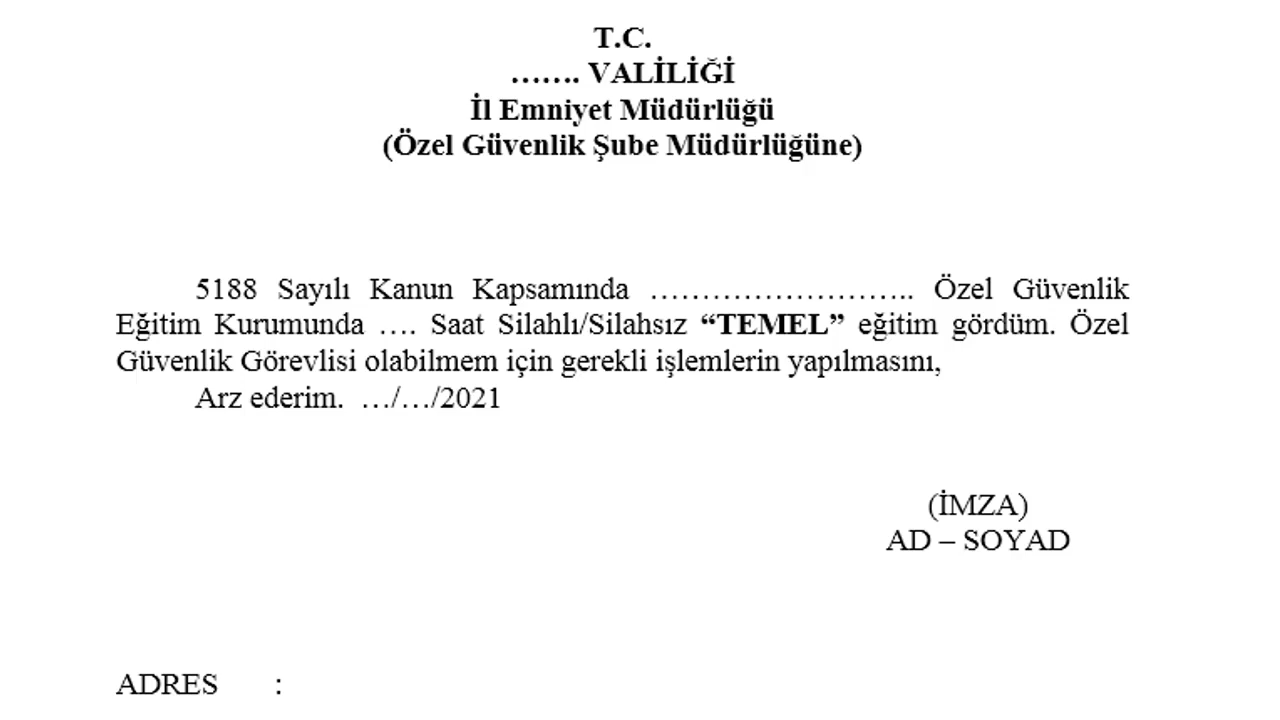 T.C.
……. VALİLİĞİ
İl Emniyet Müdürlüğü
(Özel Güvenlik Şube Müdürlüğüne)
5188 Sayılı Kanun Kapsamında …………………….. Özel Güvenlik
Eğitim Kurumunda …. Saat Silahlı/Silahsız “TEMEL” eğitim gördüm. Özel
Güvenlik Görevlisi olabilmem için gerekli işlemlerin yapılmasını,
Arz ederim. …/…/2021
(İMZA)
AD – SOYAD
ADRES :